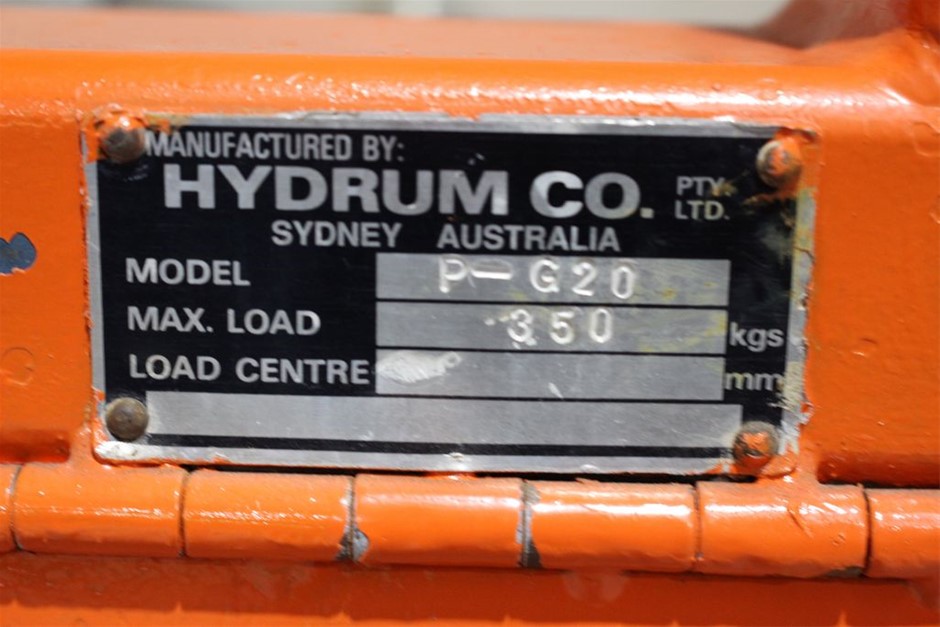 MANUFACTURED BY:
HYDRUM CO. PTY. LTD.
SYDNEY AUSTRALIA
MODEL P-G20
MAX. LOAD 350 kgs
LOAD CENTRE mm